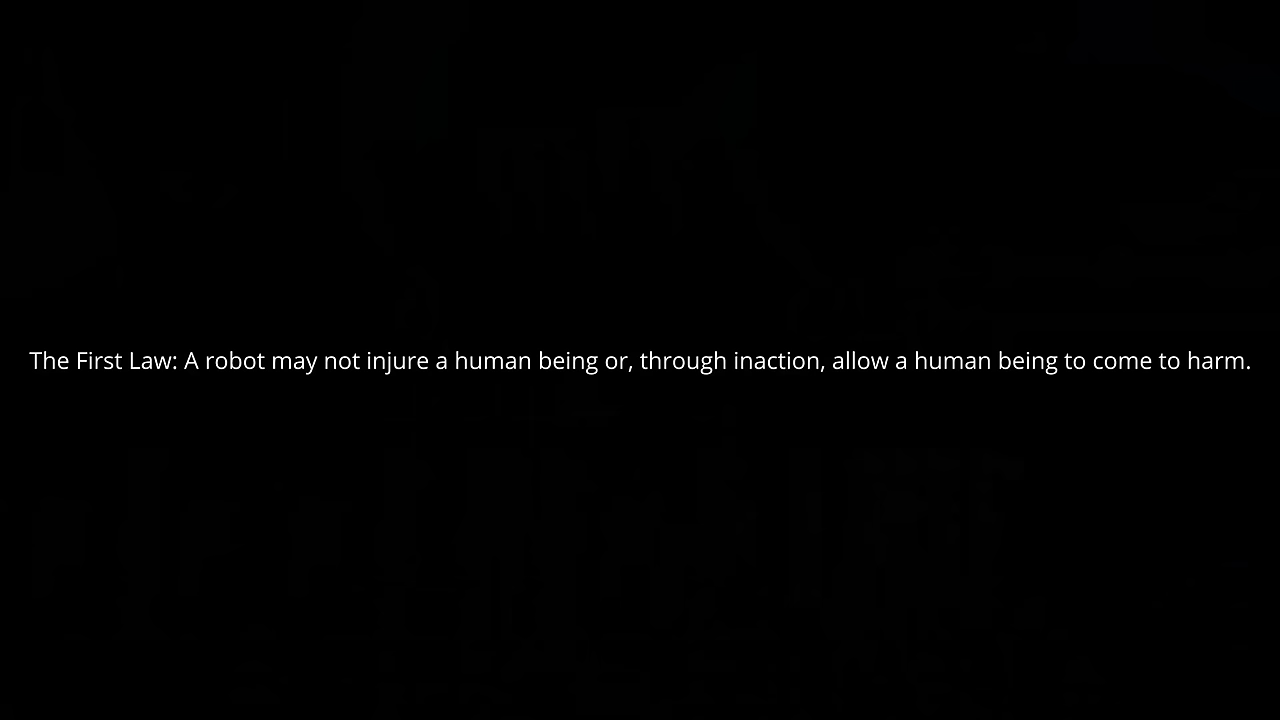 The First Law: A robot may not injure a human being or, through inaction, allow a human being to come to harm.